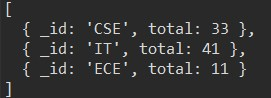 [
  { _id: 'CSE', total: 33 },
  { _id: 'IT', total: 41 },
  { _id: 'ECE', total: 11 }
]